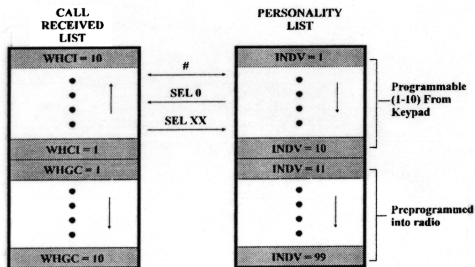 CALL
RECEIVED
LIST
PERSONALITY
LIST
WHCI = 10
#
INDV = 1
SEL 0
SEL XX
Programmable
(1-10) From
Keypad
WHCI = 1
INDV = 10
WHGC = 1
INDV = 11
Preprogrammed
into radio
WHGC = 10
INDV = 99